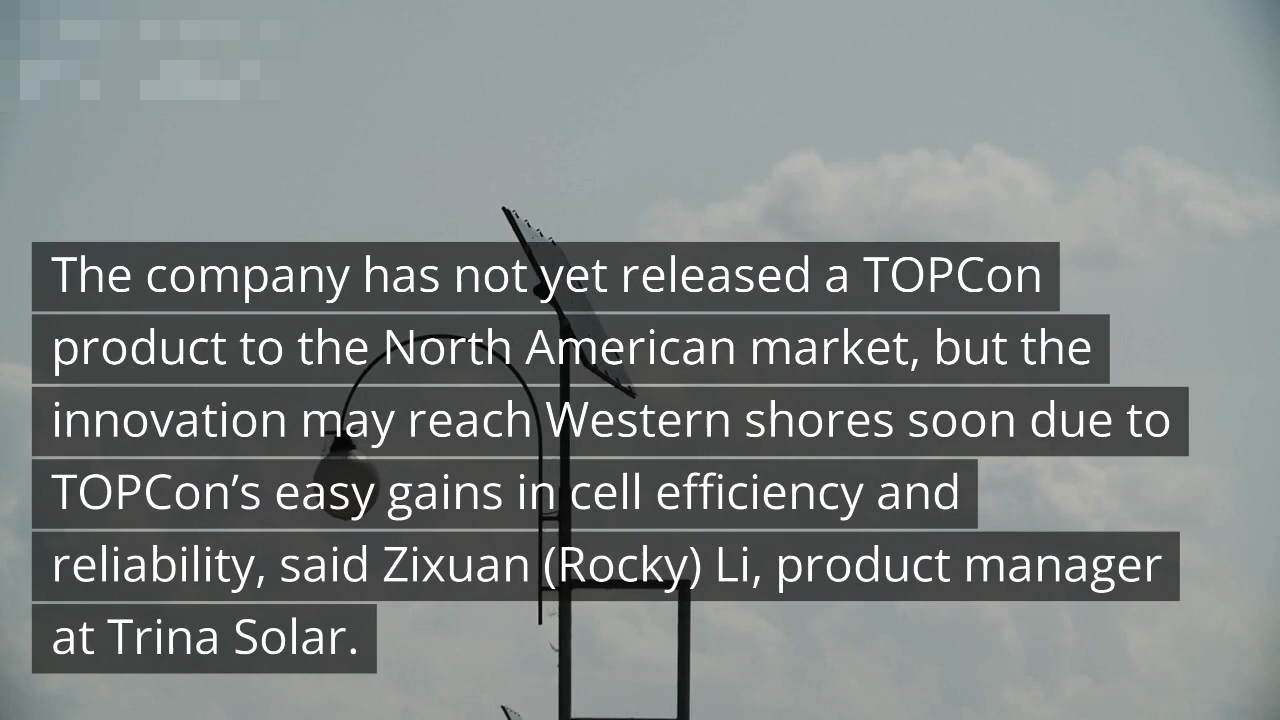 The company has not yet released a TOPCon
product to the North American market, but the
innovation may reach Western shores soon due to
TOPCon’s easy gains in cell efficiency and
reliability, said Zixuan (Rocky) Li, product manager
at Trina Solar.